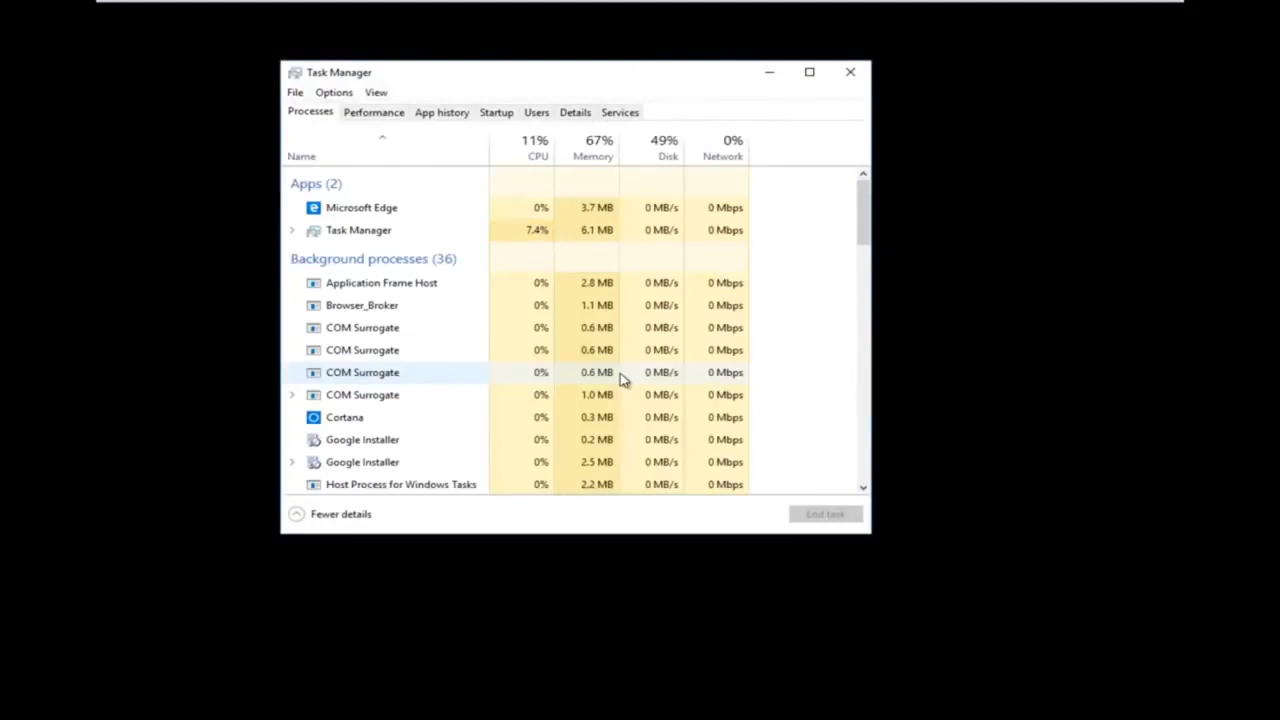 Task Manager
File Options View
Processes Performance App history Startup Users Details Services
11% 67% 49% 0%
Name CPU Memory Disk Network
Apps (2)
Microsoft Edge 0% 3.7 MB 0 MB/s 0 Mbps
Task Manager 7.4% 6.1 MB 0 MB/s 0 Mbps
Background processes (36)
Application Frame Host 0% 2.8 MB 0 MB/s 0 Mbps
Browser_Broker 0% 1.1 MB 0 MB/s 0 Mbps
COM Surrogate 0% 0.6 MB 0 MB/s 0 Mbps
COM Surrogate 0% 0.6 MB 0 MB/s 0 Mbps
COM Surrogate 0% 0.6 MB 0 MB/s 0 Mbps
COM Surrogate 0% 1.0 MB 0 MB/s 0 Mbps
Cortana 0% 0.3 MB 0 MB/s 0 Mbps
Google Installer 0% 0.2 MB 0 MB/s 0 Mbps
Google Installer 0% 2.5 MB 0 MB/s 0 Mbps
Host Process for Windows Tasks 0% 2.2 MB 0 MB/s 0 Mbps
Fewer details End task